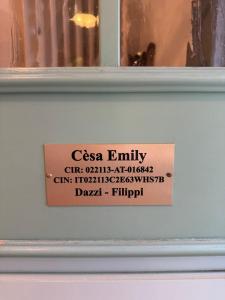 Cèsa Emily
CIR: 022113-AT-016842
CIN: IT022113C2E63WHS7B
Dazzi - Filippi